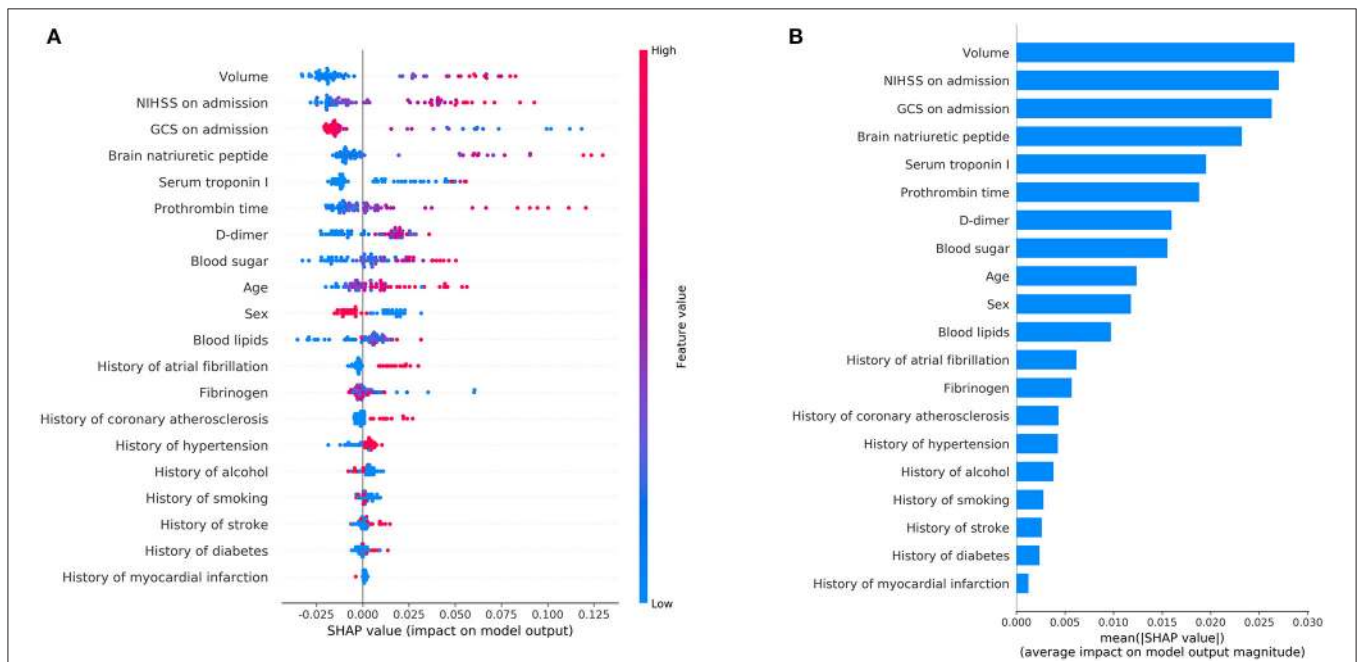 A
High
Volume
NIHSS on admission
GCS on admission
Brain natriuretic peptide
Serum troponin I
Prothrombin time
D-dimer
Blood sugar
Age
Sex
Blood lipids
History of atrial fibrillation
Fibrinogen
History of coronary atherosclerosis
History of hypertension
History of alcohol
History of smoking
History of stroke
History of diabetes
History of myocardial infarction
Feature value
Low
-0.025 0.000 0.025 0.050 0.075 0.100 0.125
SHAP value (impact on model output)
B
Volume
NIHSS on admission
GCS on admission
Brain natriuretic peptide
Serum troponin I
Prothrombin time
D-dimer
Blood sugar
Age
Sex
Blood lipids
History of atrial fibrillation
Fibrinogen
History of coronary atherosclerosis
History of hypertension
History of alcohol
History of smoking
History of stroke
History of diabetes
History of myocardial infarction
0.000 0.005 0.010 0.015 0.020 0.025 0.030
mean(|SHAP value|)
(average impact on model output magnitude)